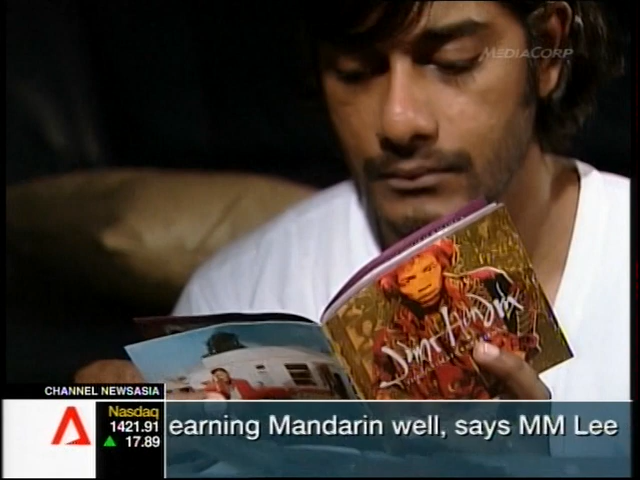 MEDIACORP
Jimi Hendrix
CHANNEL NEWSASIA
Nasdaq
1421.91
17.89
earning Mandarin well, says MM Lee